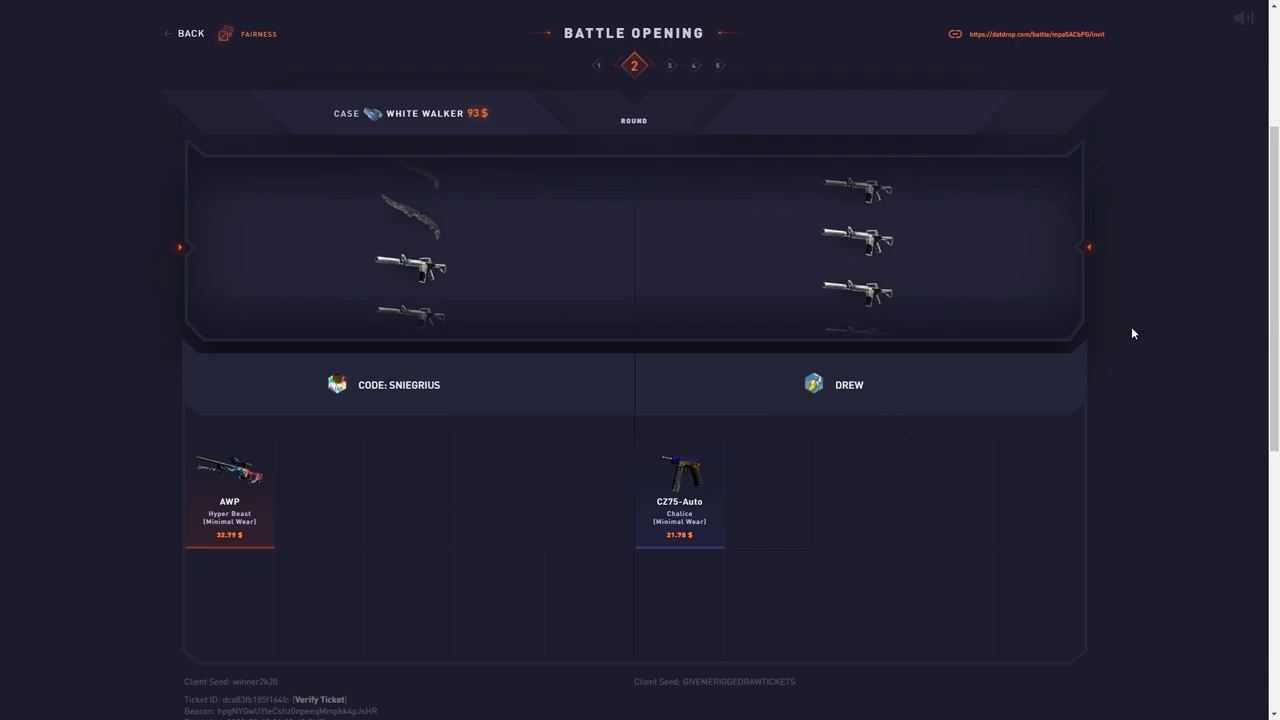 ← BACK
FAIRNESS
BATTLE OPENING
https://datdrop.com/battle/mpa5ACbPG/invit
1 2 3 4 5
CASE WHITE WALKER 93 $
ROUND
CODE: SNIEGRIUS
DREW
AWP
Hyper Beast
(Minimal Wear)
32.79 $
CZ75-Auto
Chalice
(Minimal Wear)
21.78 $
Client Seed: winner2k20
Client Seed: GIVEMERIGGEDRAWTICKETS
Ticket ID: dca83fb185f164fc [Verify Ticket]
Beacon: hpgNYGwUYteCshz0npeeqMmpkk4pJsHR